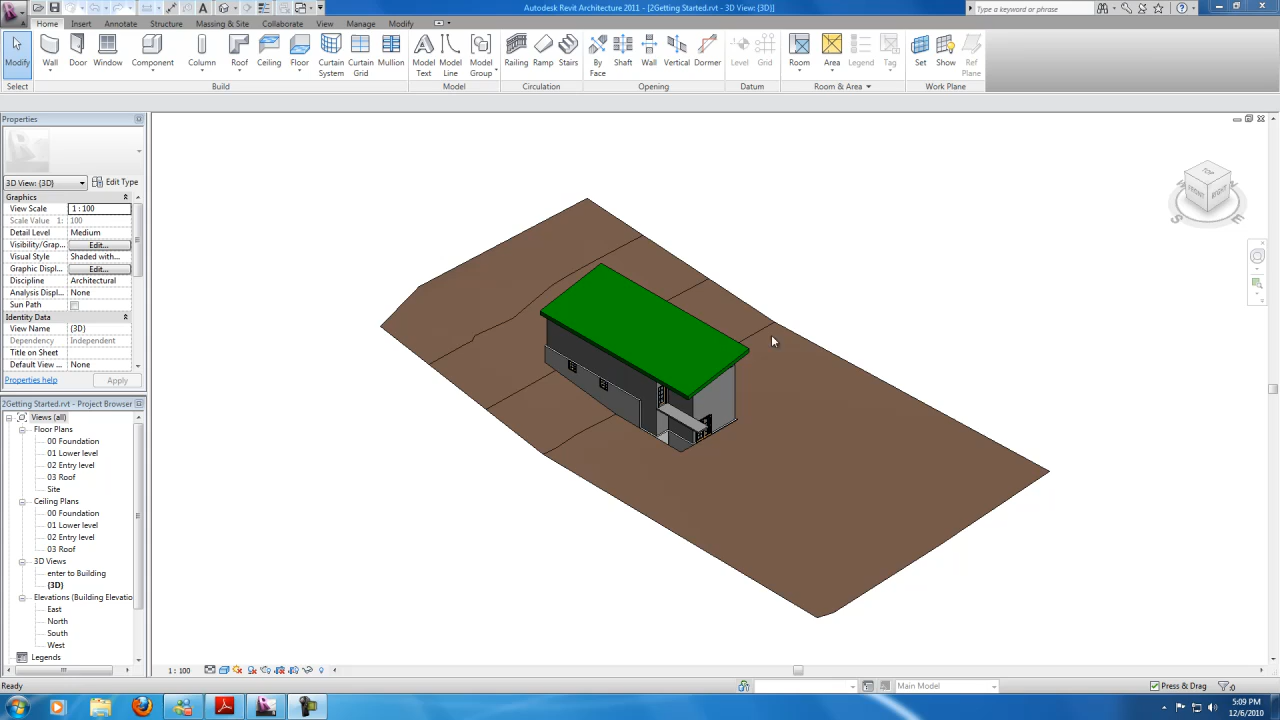 Autodesk Revit Architecture 2011 - [2Getting Started.rvt - 3D View: {3D}]
Type a keyword or phrase
Home Insert Annotate Structure Massing & Site Collaborate View Manage Modify
Modify Wall Door Window Component Column Roof Ceiling Floor Curtain System Curtain Grid Mullion Model Text Model Line Model Group Railing Ramp Stairs By Face Shaft Wall Vertical Dormer Level Grid Room Area Legend Tag Set Show Ref Plane
Select Build Model Circulation Opening Datum Room & Area Work Plane
Properties
3D View: {3D} Edit Type
Graphics
View Scale 1 : 100
Scale Value 1: 100
Detail Level Medium
Visibility/Grap... Edit...
Visual Style Shaded with...
Graphic Displ... Edit...
Discipline Architectural
Analysis Displ... None
Sun Path
Identity Data
View Name {3D}
Dependency Independent
Title on Sheet
Default View ... None
Properties help Apply
2Getting Started.rvt - Project Browser
Views (all)
Floor Plans
00 Foundation
01 Lower level
02 Entry level
03 Roof
Site
Ceiling Plans
00 Foundation
01 Lower level
02 Entry level
03 Roof
3D Views
enter to Building
{3D}
Elevations (Building Elevatio
East
North
South
West
Legends
TOP
FRONT RIGHT
S E
1 : 100
Ready
Main Model
Press & Drag
:0
5:09 PM
12/6/2010